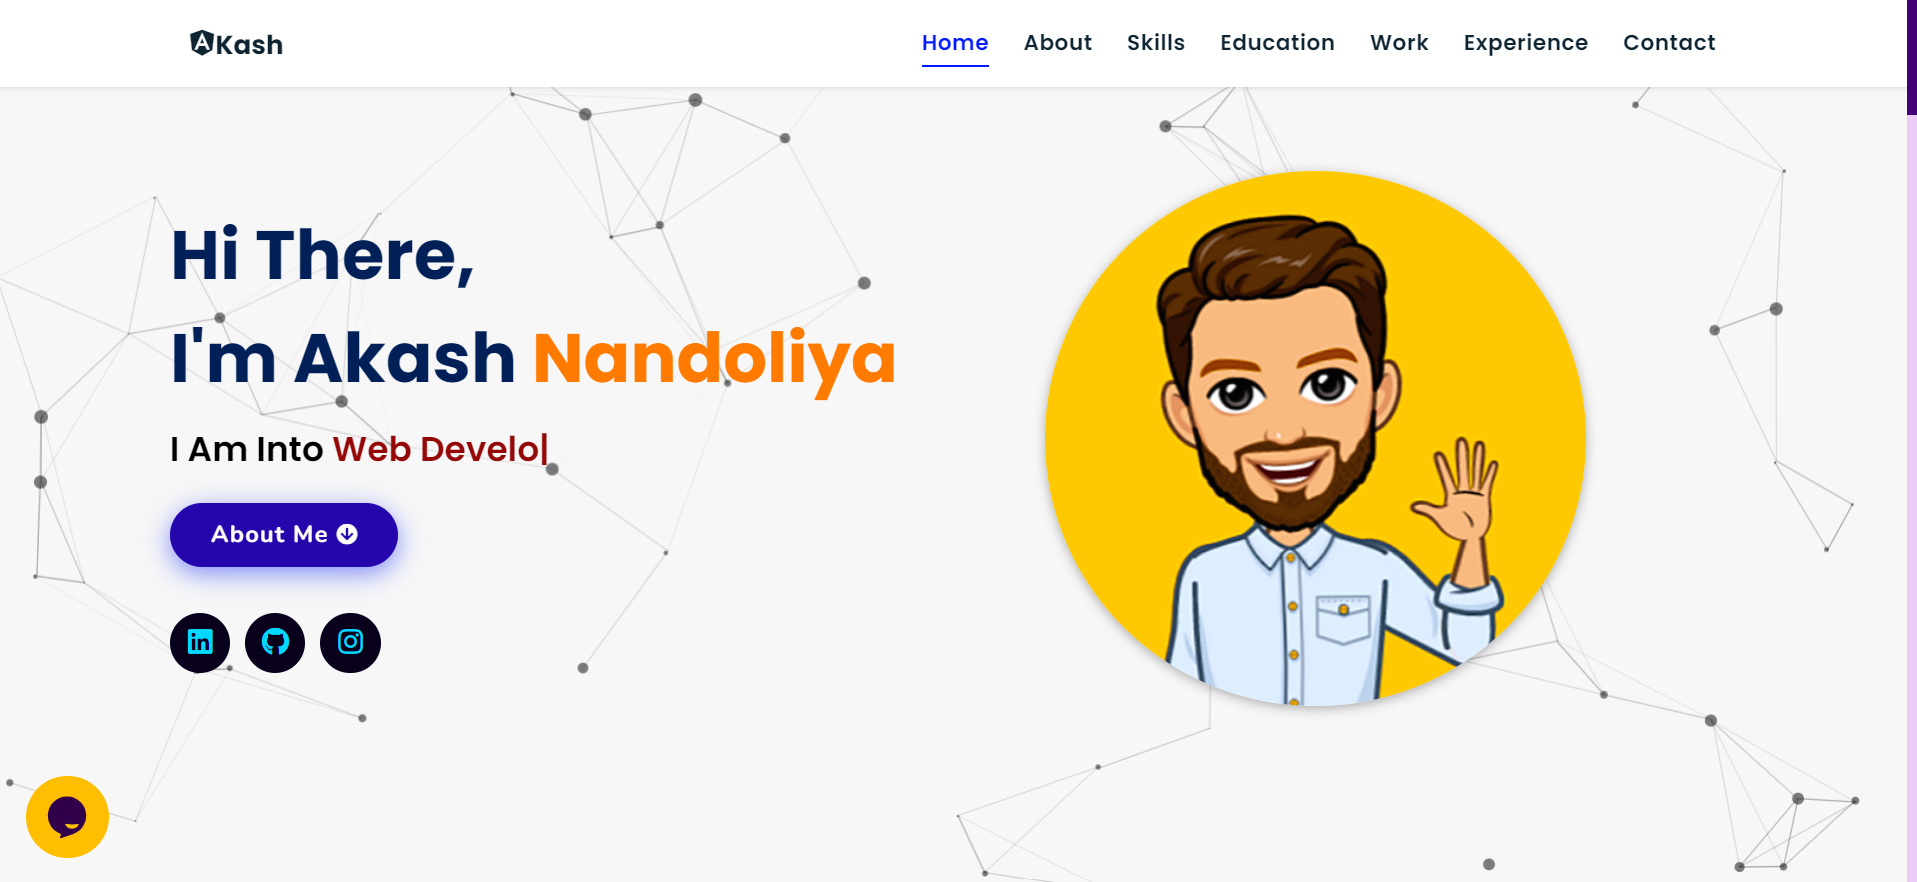 AKash
Home About Skills Education Work Experience Contact
Hi There,
I'm Akash Nandoliya
I Am Into Web Develo|
About Me